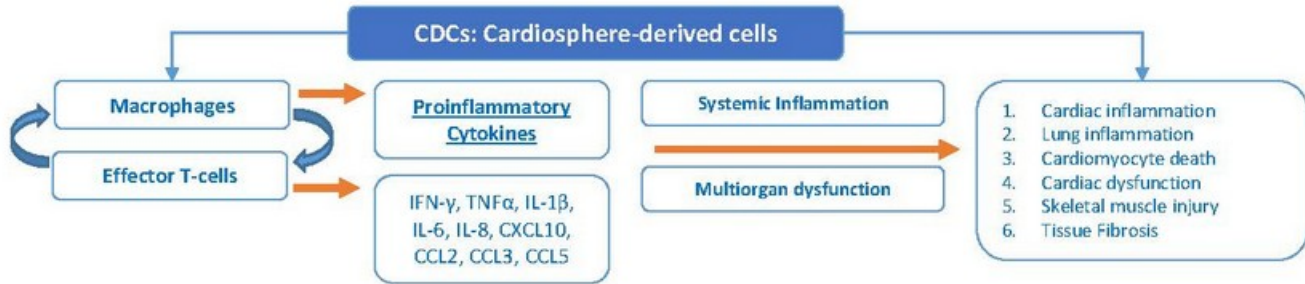 CDCs: Cardiosphere-derived cells
Macrophages
Effector T-cells
Proinflammatory
Cytokines
IFN-γ, TNFα, IL-1β,
IL-6, IL-8, CXCL10,
CCL2, CCL3, CCL5
Systemic Inflammation
Multiorgan dysfunction
1. Cardiac inflammation
2. Lung inflammation
3. Cardiomyocyte death
4. Cardiac dysfunction
5. Skeletal muscle injury
6. Tissue Fibrosis